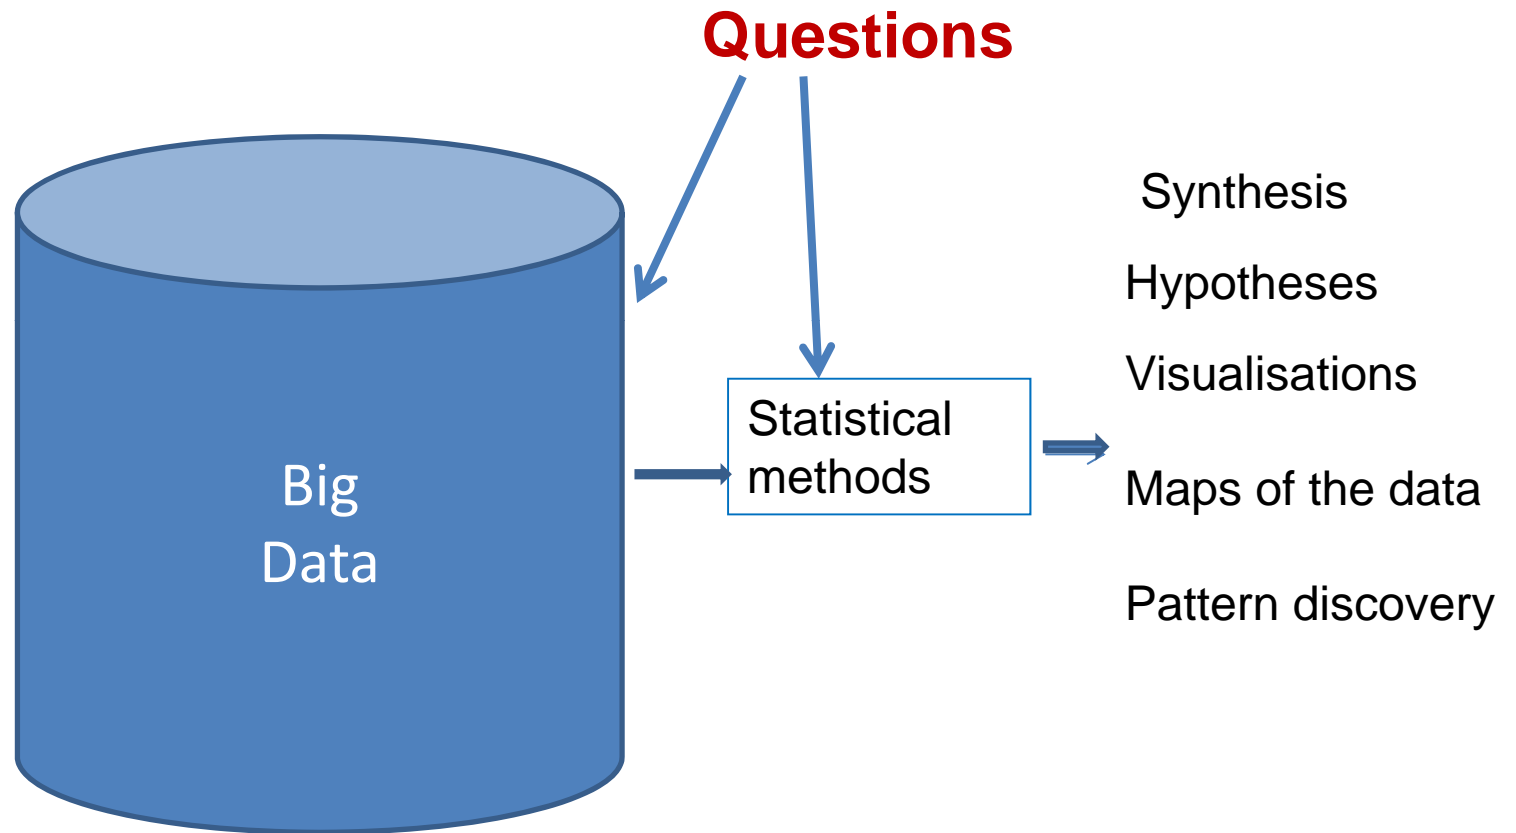 Questions
Synthesis
Hypotheses
Visualisations
Statistical
methods
Big
Data
Maps of the data
Pattern discovery